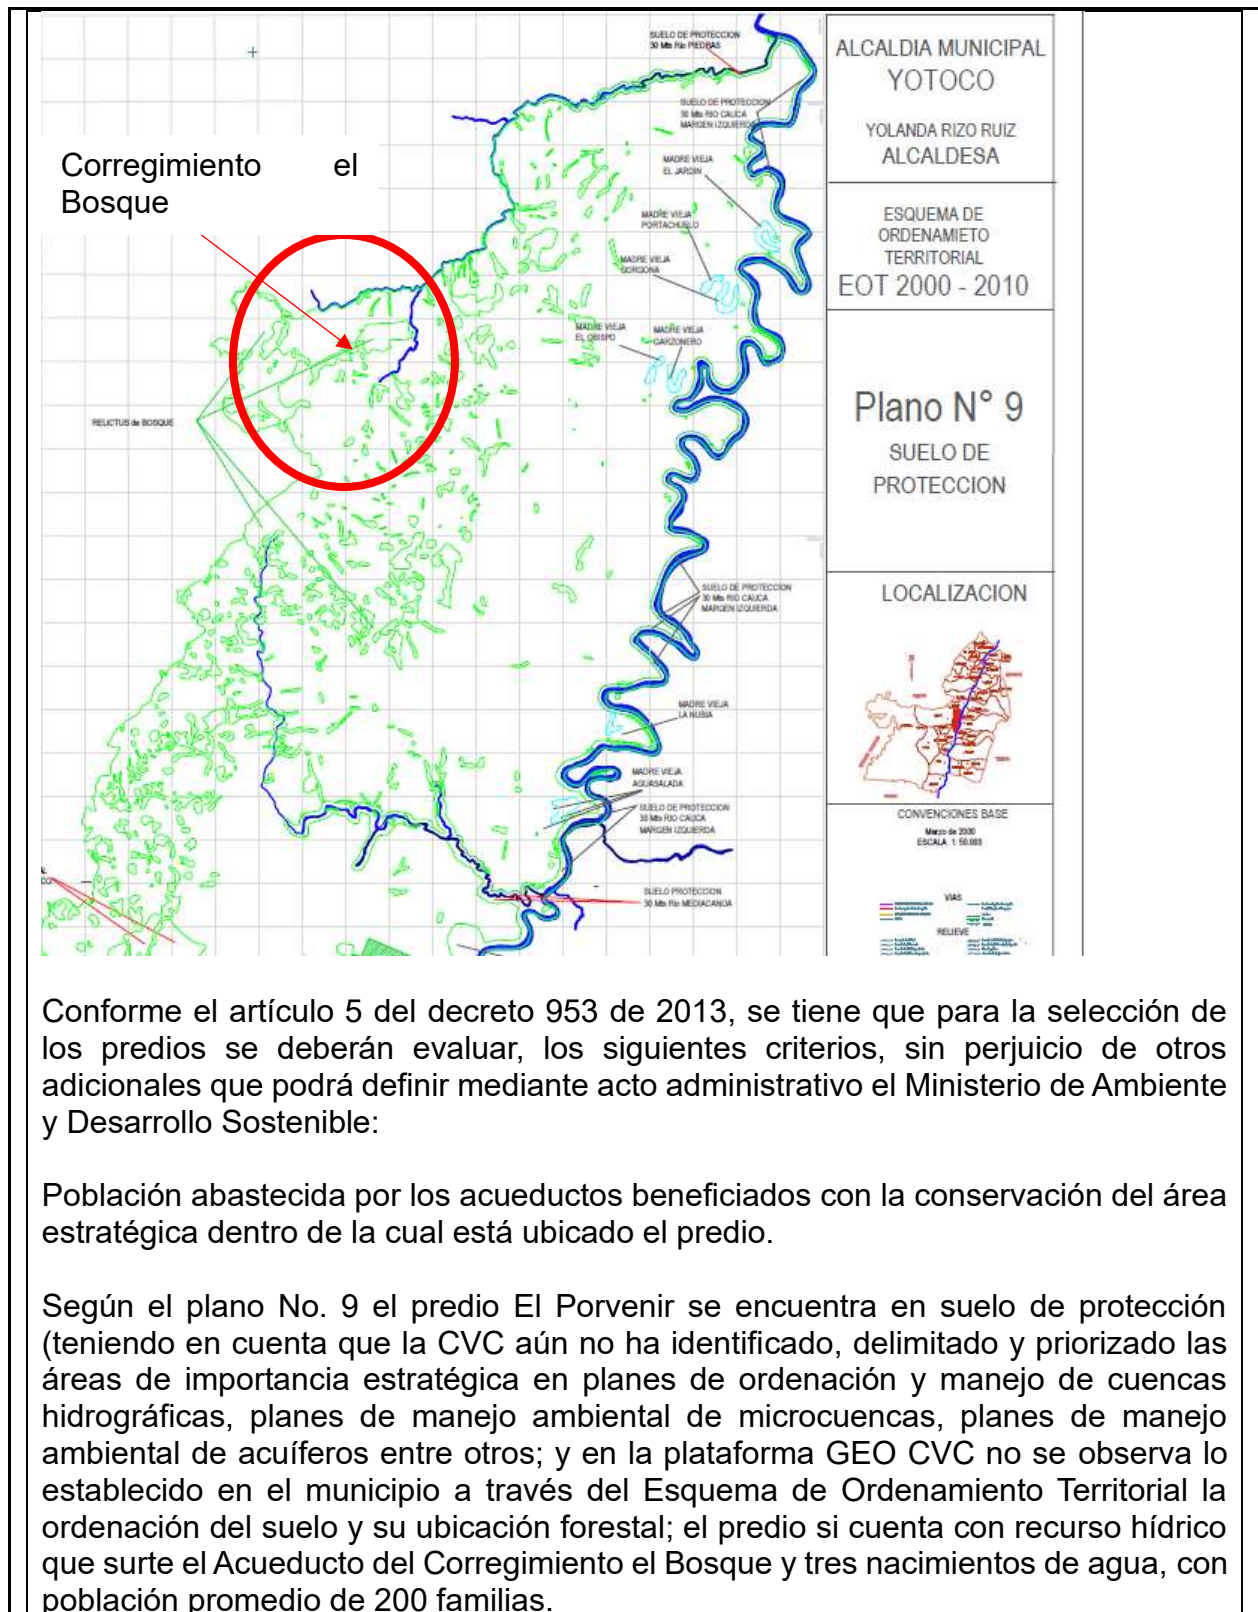 SUELO DE PROTECCION
30 Mts Rio PIEDRAS
ALCALDIA MUNICIPAL
YOTOCO
YOLANDA RIZO RUIZ
ALCALDESA
SUELO DE PROTECCION
30 Mts RIO CAUCA
MARGEN IZQUIERDA
Corregimiento el
Bosque
MADRE VIEJA
EL JARDIN
MADRE VIEJA
PORTACHUELO
MADRE VIEJA
GORGONA
ESQUEMA DE
ORDENAMIETO
TERRITORIAL
EOT 2000 - 2010
MADRE VIEJA
EL OBISPO
MADRE VIEJA
GARZONERO
RELICTUS de BOSQUE
Plano N° 9
SUELO DE
PROTECCION
SUELO DE PROTECCION
30 Mts RIO CAUCA
MARGEN IZQUIERDA
LOCALIZACION
MADRE VIEJA
LA NUBIA
MADRE VIEJA
AGUASALADA
SUELO DE PROTECCION
30 Mts RIO CAUCA
MARGEN IZQUIERDA
CONVENCIONES BASE
Marzo de 2000
ESCALA 1: 50.000
SUELO PROTECCION
30 Mts Rio MEDIACANOA
VIAS
RELIEVE
Conforme el artículo 5 del decreto 953 de 2013, se tiene que para la selección de
los predios se deberán evaluar, los siguientes criterios, sin perjuicio de otros
adicionales que podrá definir mediante acto administrativo el Ministerio de Ambiente
y Desarrollo Sostenible:
Población abastecida por los acueductos beneficiados con la conservación del área
estratégica dentro de la cual está ubicado el predio.
Según el plano No. 9 el predio El Porvenir se encuentra en suelo de protección
(teniendo en cuenta que la CVC aún no ha identificado, delimitado y priorizado las
áreas de importancia estratégica en planes de ordenación y manejo de cuencas
hidrográficas, planes de manejo ambiental de microcuencas, planes de manejo
ambiental de acuíferos entre otros; y en la plataforma GEO CVC no se observa lo
establecido en el municipio a través del Esquema de Ordenamiento Territorial la
ordenación del suelo y su ubicación forestal; el predio si cuenta con recurso hídrico
que surte el Acueducto del Corregimiento el Bosque y tres nacimientos de agua, con
población promedio de 200 familias.